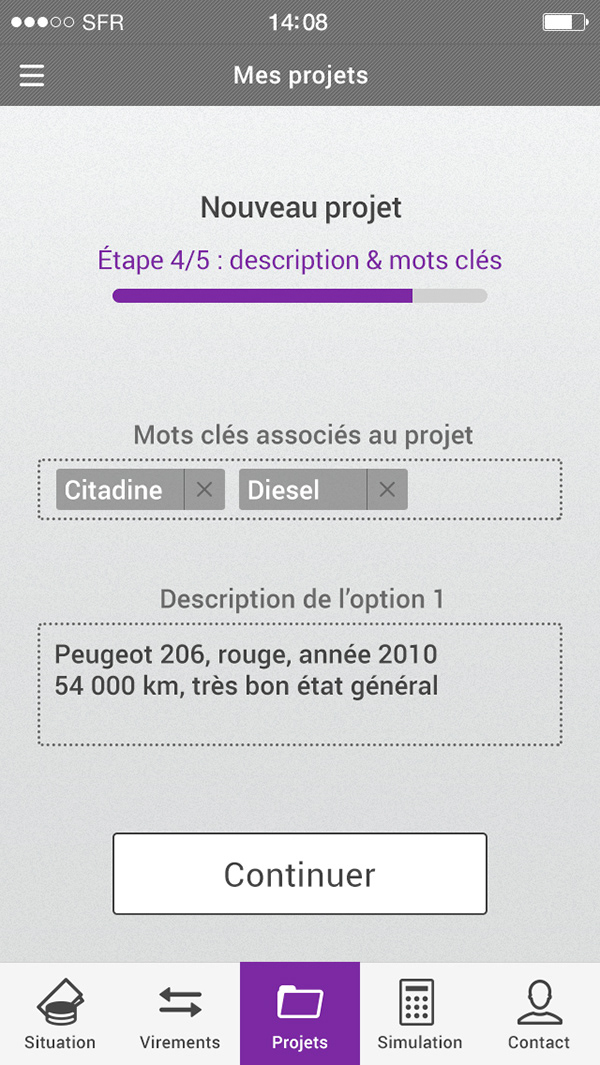 SFR 14:08
Mes projets
Nouveau projet
Étape 4/5 : description & mots clés
Mots clés associés au projet
Citadine Diesel
Description de l'option 1
Peugeot 206, rouge, année 2010
54 000 km, très bon état général
Continuer
Situation Virements Projets Simulation Contact